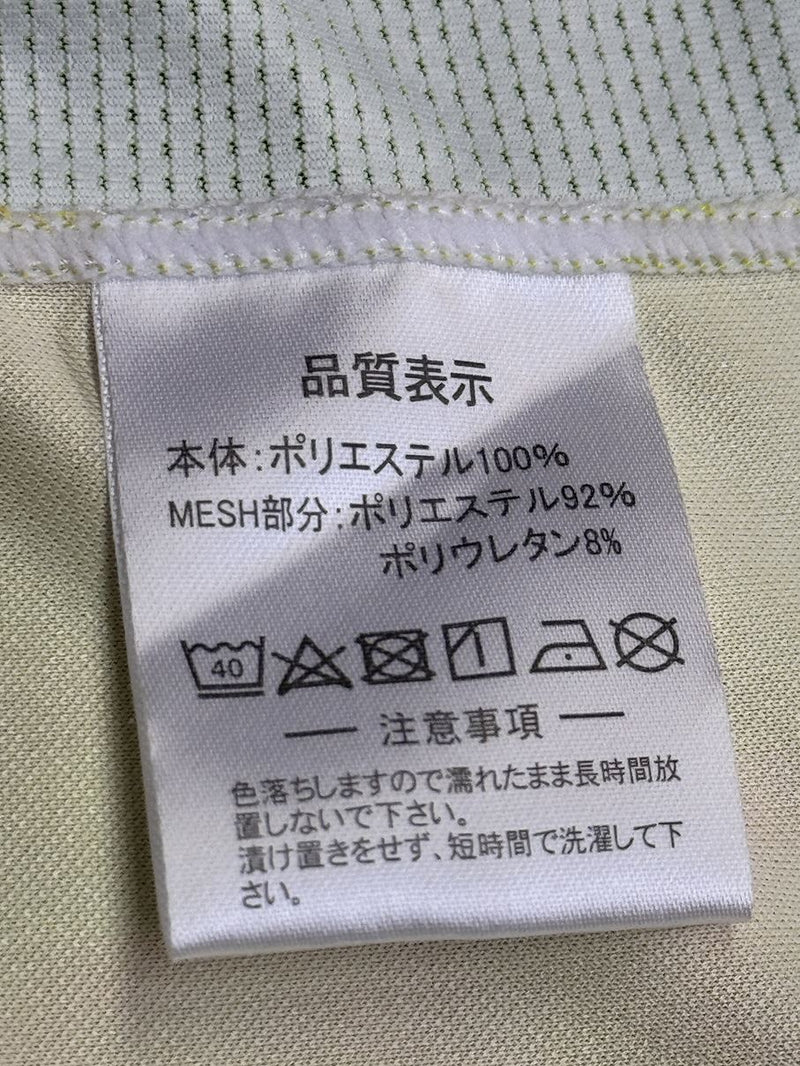 品質表示
本体：ポリエステル100%
MESH部分：ポリエステル92%
ポリウレタン8%
40
注意事項
色落ちしますので濡れたまま長時間放
置しないで下さい。
漬け置きをせず、短時間で洗濯して下
さい。